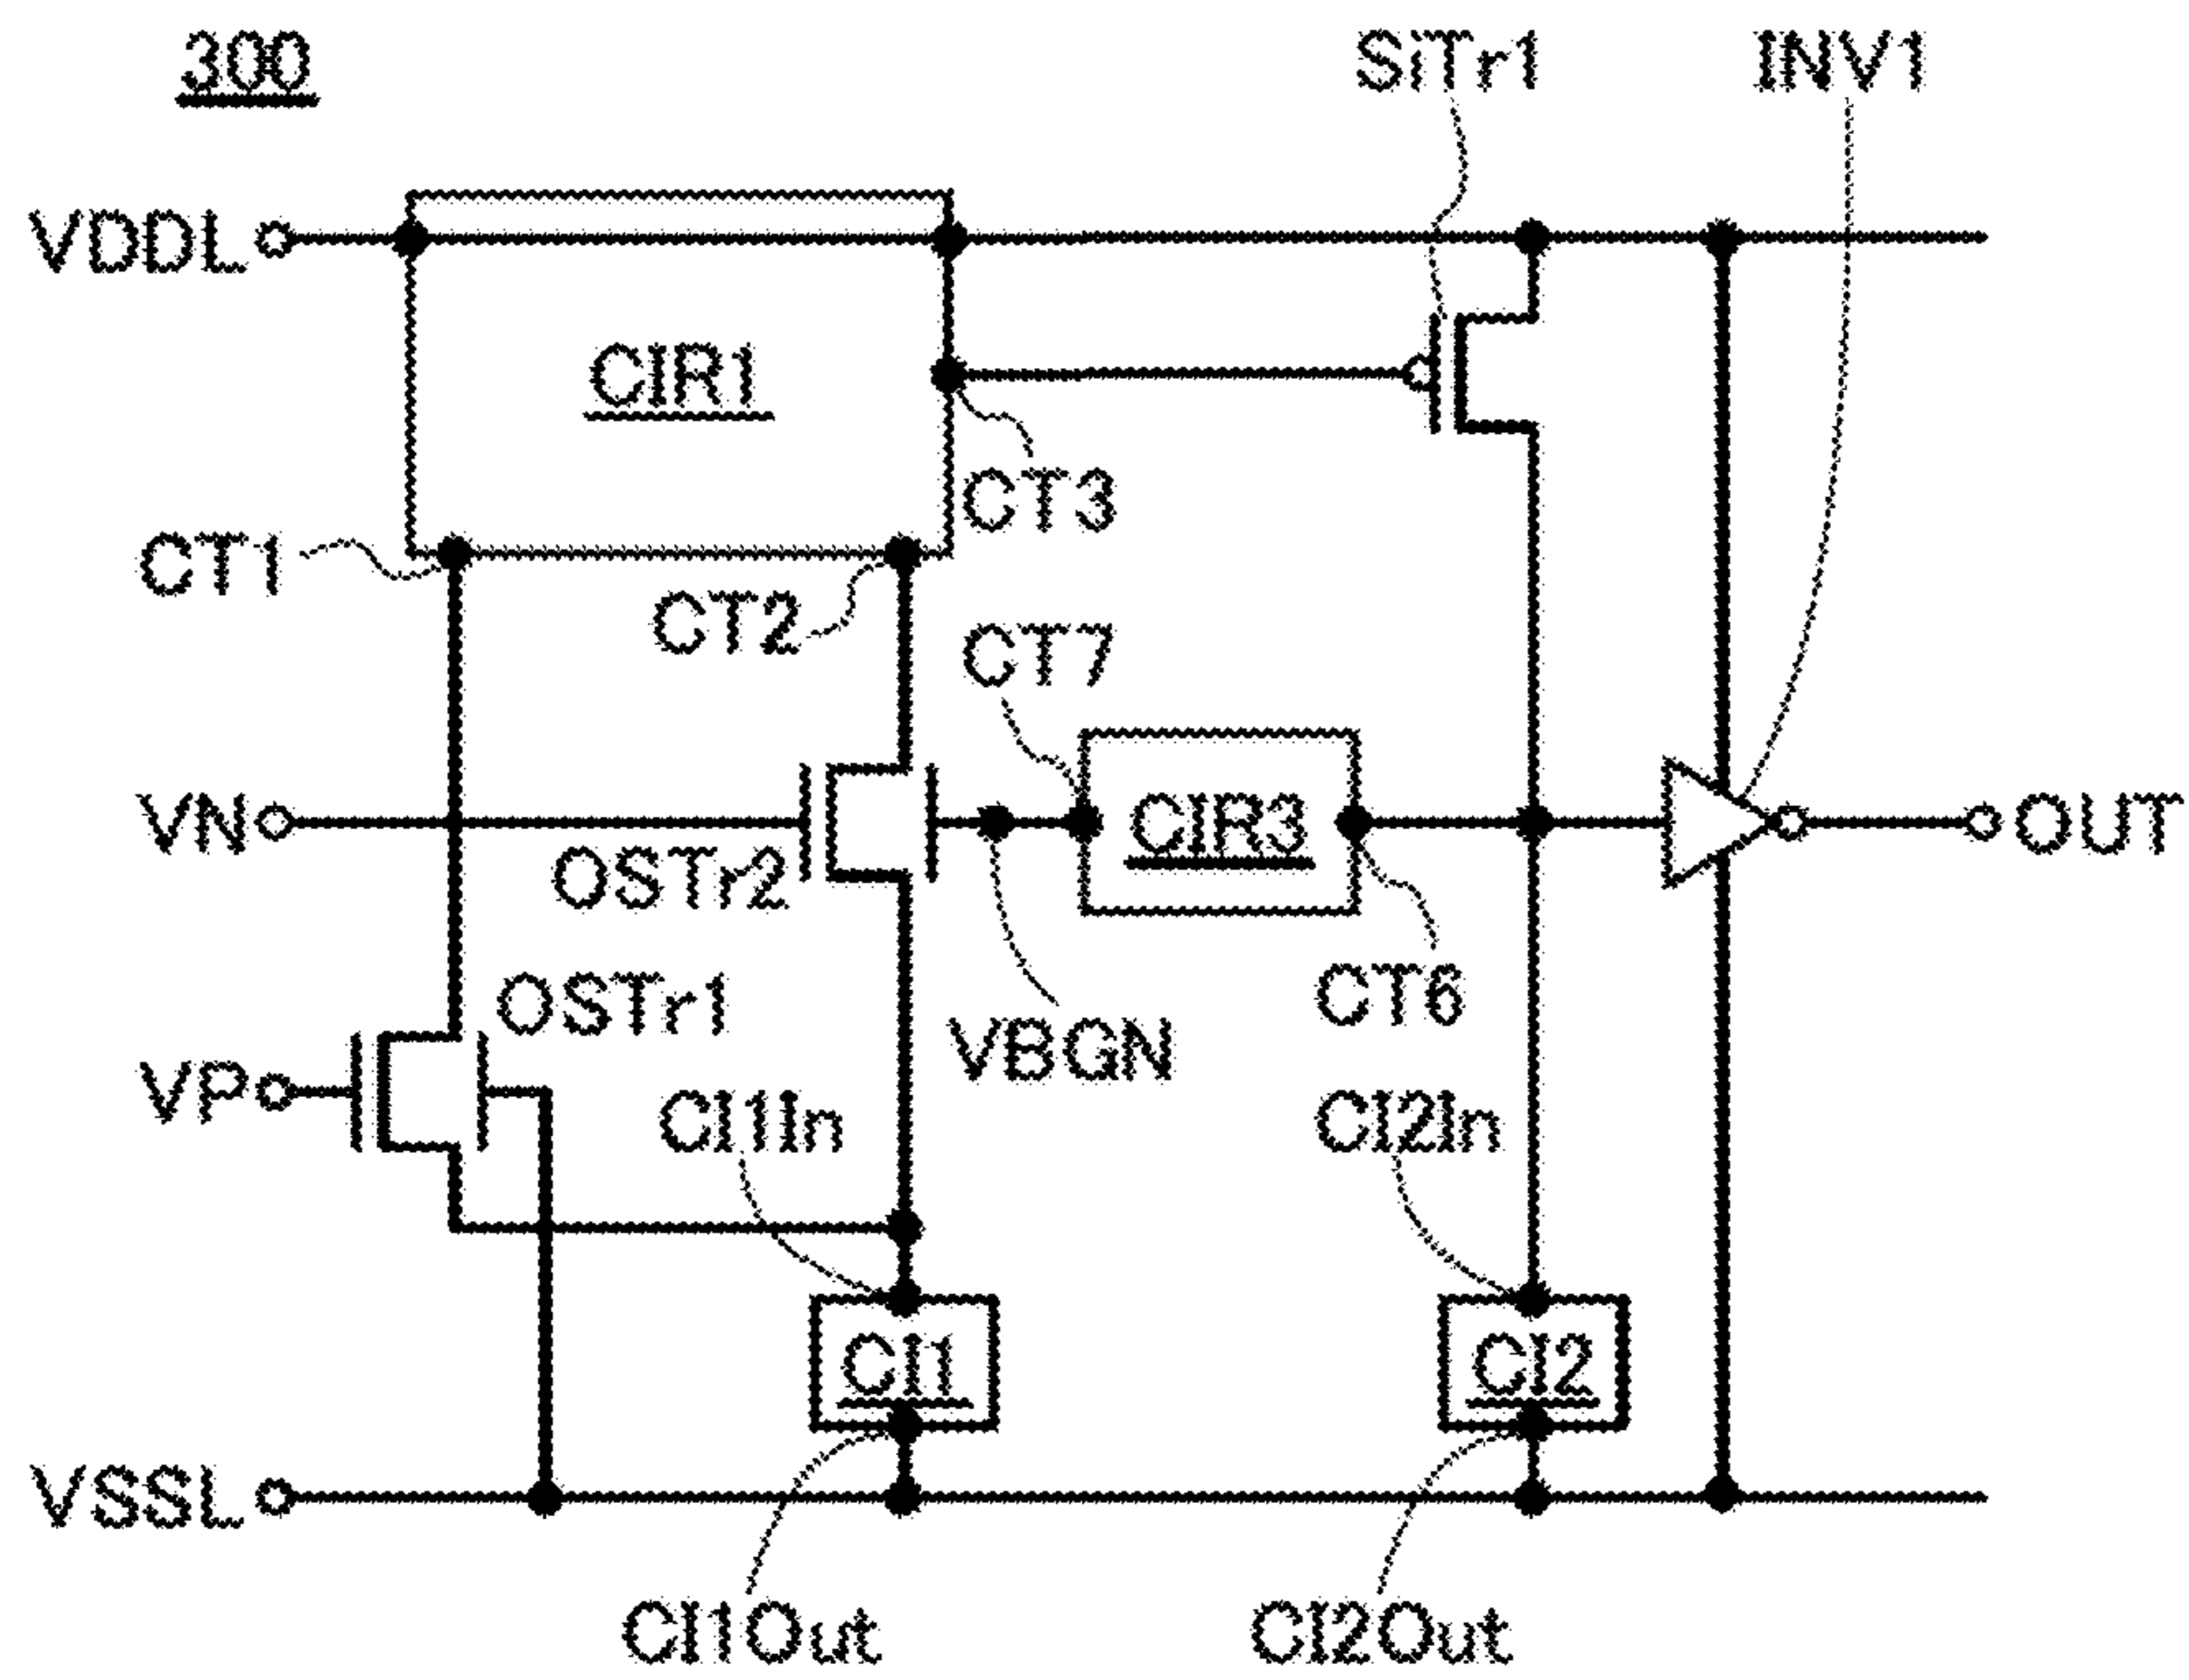 300
SiTr1
INV1
VDDL
CIR1
CT3
CT1
CT2
CT7
VN
CIR3
OUT
OSTr2
OSTr1
CT6
VBGN
VP
CI1In
CI2In
CI1
CI2
VSSL
CI1Out
CI2Out